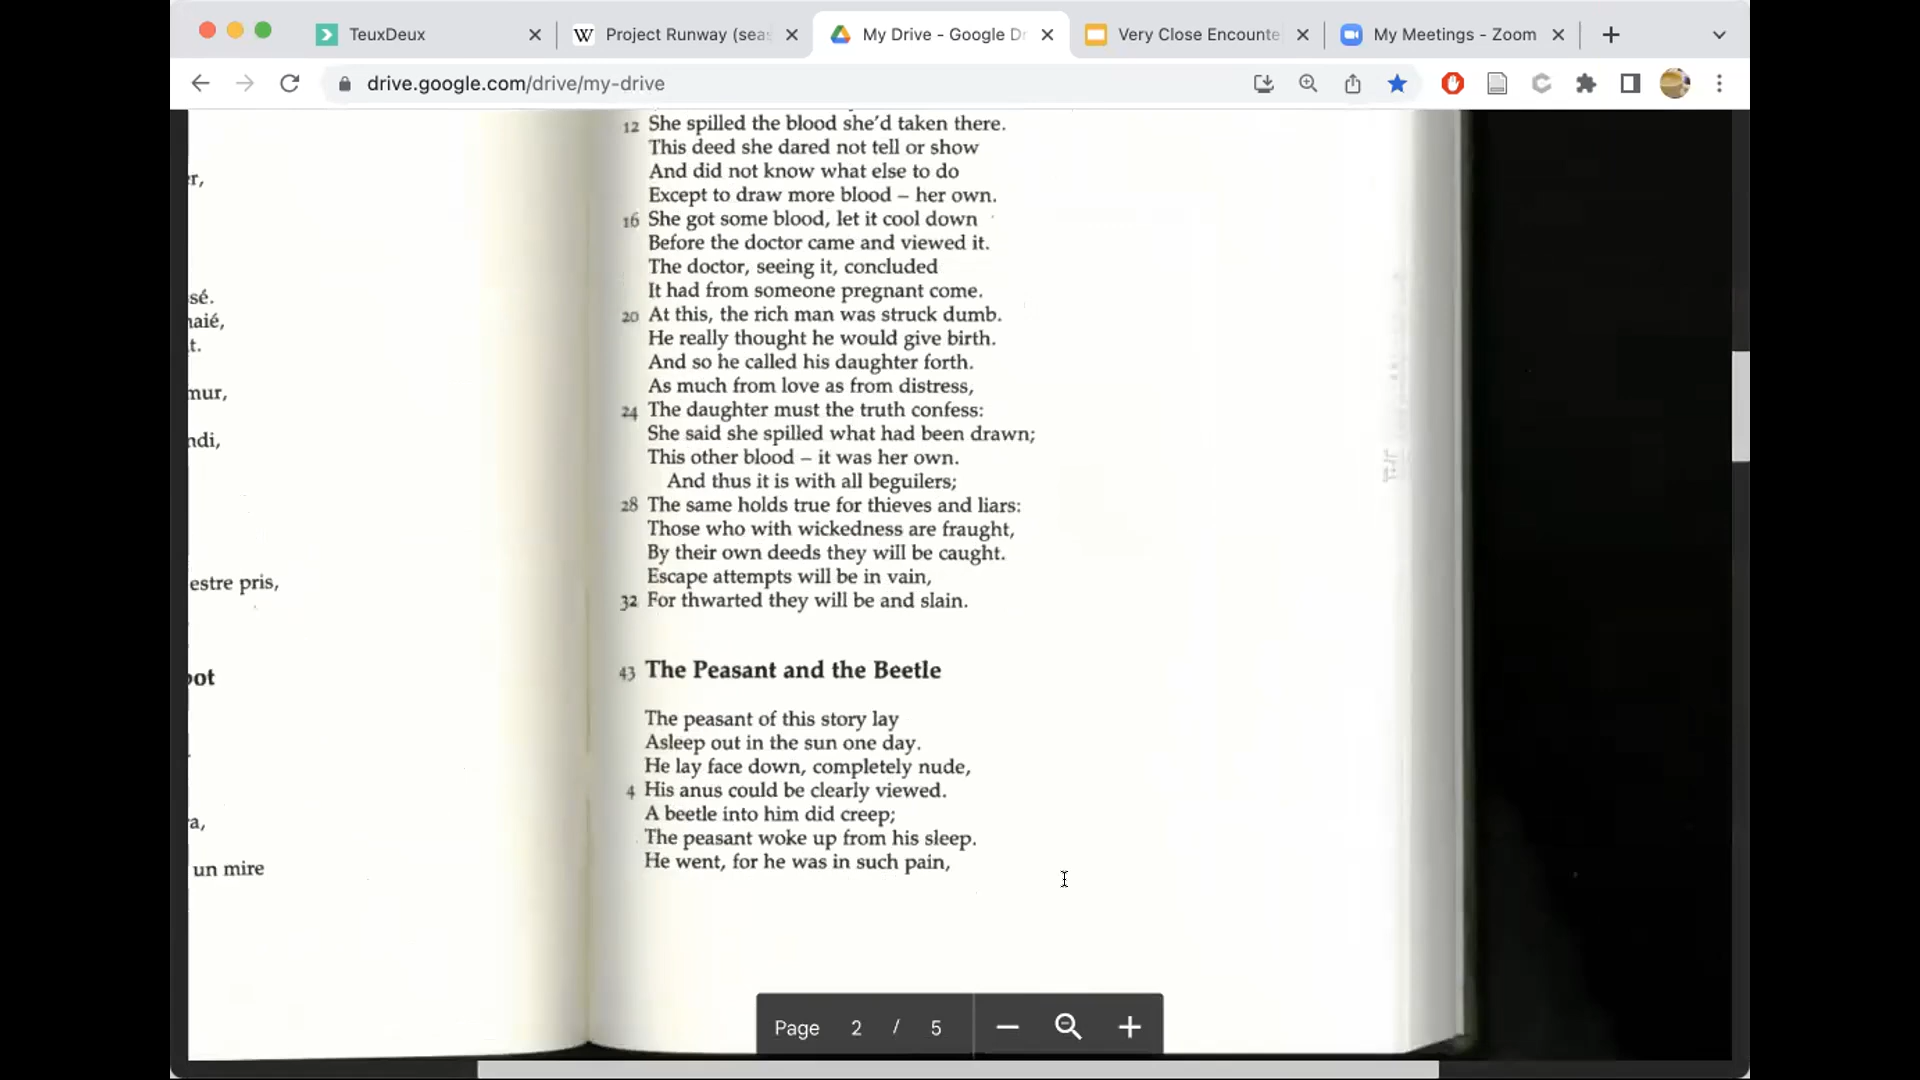 TeuxDeux
W Project Runway (sea
My Drive - Google Dr
Very Close Encounte
My Meetings - Zoom
drive.google.com/drive/my-drive
er,
sé.
naié,
t.
mur,
ndi,
estre pris,
oot
a,
un mire
12 She spilled the blood she'd taken there.
This deed she dared not tell or show
And did not know what else to do
Except to draw more blood – her own.
16 She got some blood, let it cool down
Before the doctor came and viewed it.
The doctor, seeing it, concluded
It had from someone pregnant come.
20 At this, the rich man was struck dumb.
He really thought he would give birth.
And so he called his daughter forth.
As much from love as from distress,
24 The daughter must the truth confess:
She said she spilled what had been drawn;
This other blood – it was her own.
And thus it is with all beguilers;
28 The same holds true for thieves and liars:
Those who with wickedness are fraught,
By their own deeds they will be caught.
Escape attempts will be in vain,
32 For thwarted they will be and slain.
43 The Peasant and the Beetle
The peasant of this story lay
Asleep out in the sun one day.
He lay face down, completely nude,
4 His anus could be clearly viewed.
A beetle into him did creep;
The peasant woke up from his sleep.
He went, for he was in such pain,
Page 2 / 5